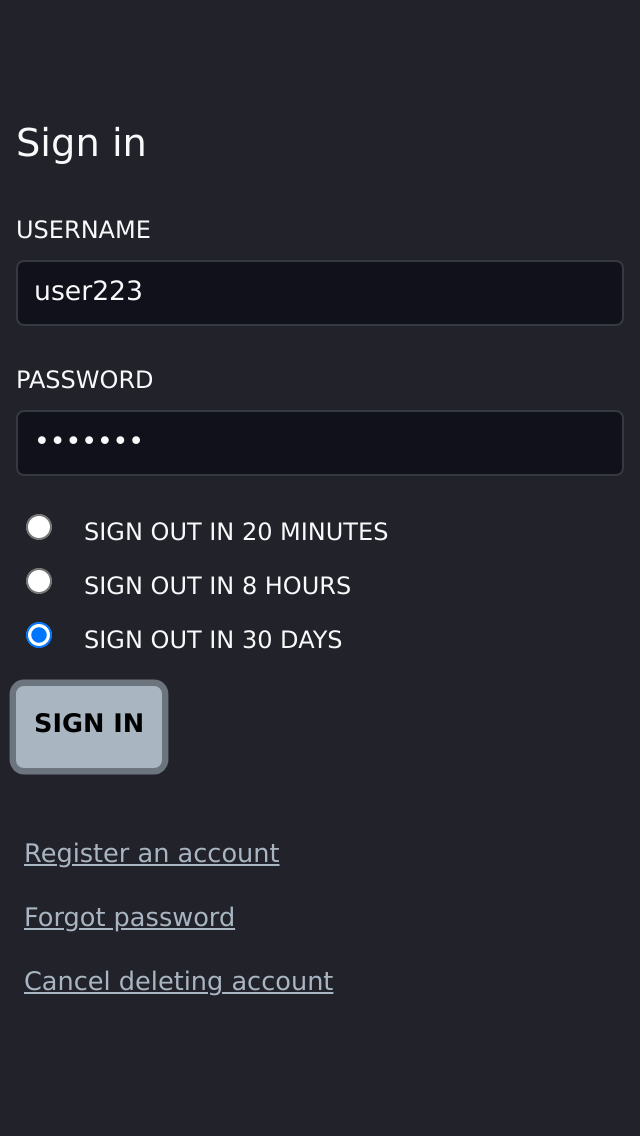 Sign in
USERNAME
user223
PASSWORD
•••••••
SIGN OUT IN 20 MINUTES
SIGN OUT IN 8 HOURS
SIGN OUT IN 30 DAYS
SIGN IN
Register an account
Forgot password
Cancel deleting account